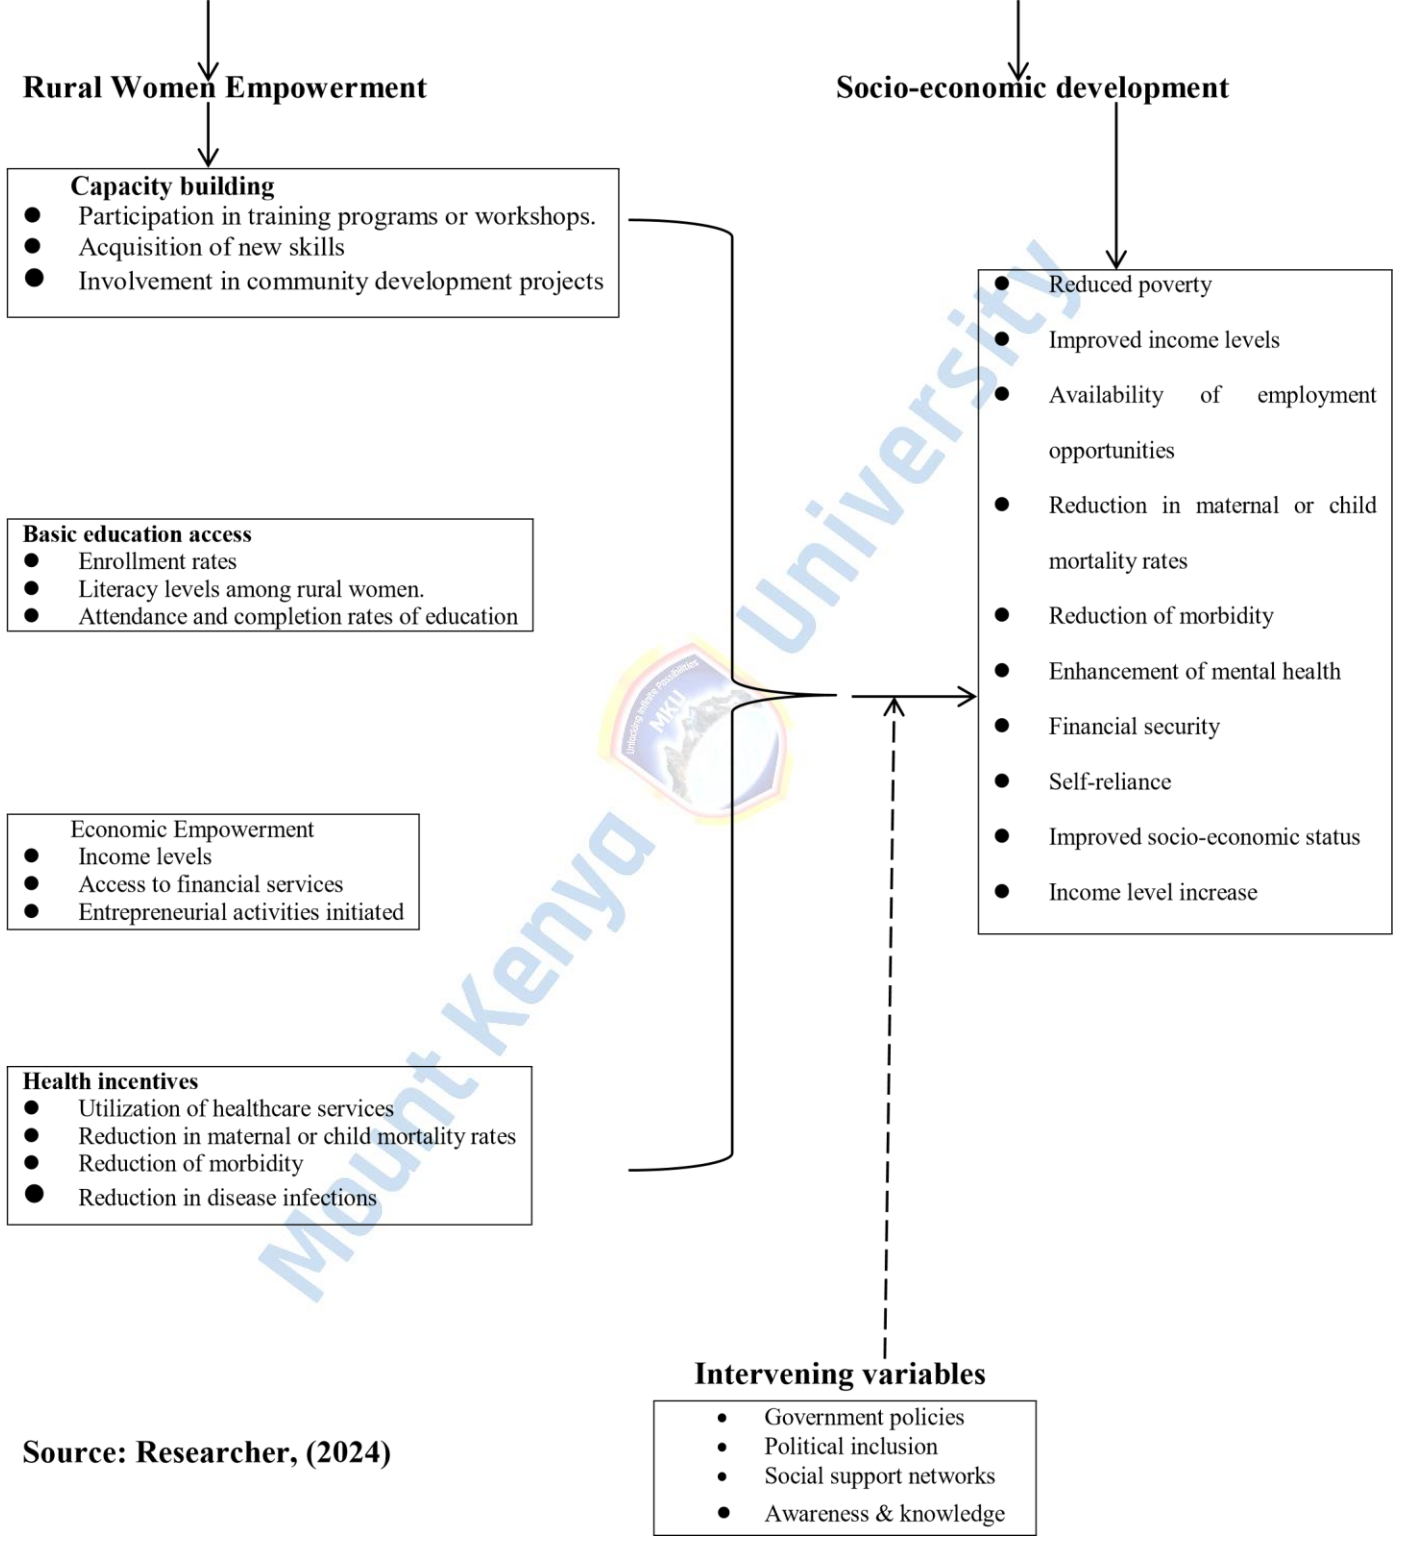 Rural Women Empowerment
Socio-economic development
Capacity building
● Participation in training programs or workshops.
● Acquisition of new skills
● Involvement in community development projects
Basic education access
● Enrollment rates
● Literacy levels among rural women.
● Attendance and completion rates of education
Economic Empowerment
● Income levels
● Access to financial services
● Entrepreneurial activities initiated
Health incentives
● Utilization of healthcare services
● Reduction in maternal or child mortality rates
● Reduction of morbidity
● Reduction in disease infections
● Reduced poverty
● Improved income levels
● Availability of employment
opportunities
● Reduction in maternal or child
mortality rates
● Reduction of morbidity
● Enhancement of mental health
● Financial security
● Self-reliance
● Improved socio-economic status
● Income level increase
Intervening variables
• Government policies
• Political inclusion
• Social support networks
• Awareness & knowledge
Source: Researcher, (2024)
Mount Kenya University
Unlocking Infinite Possibilities
MKU